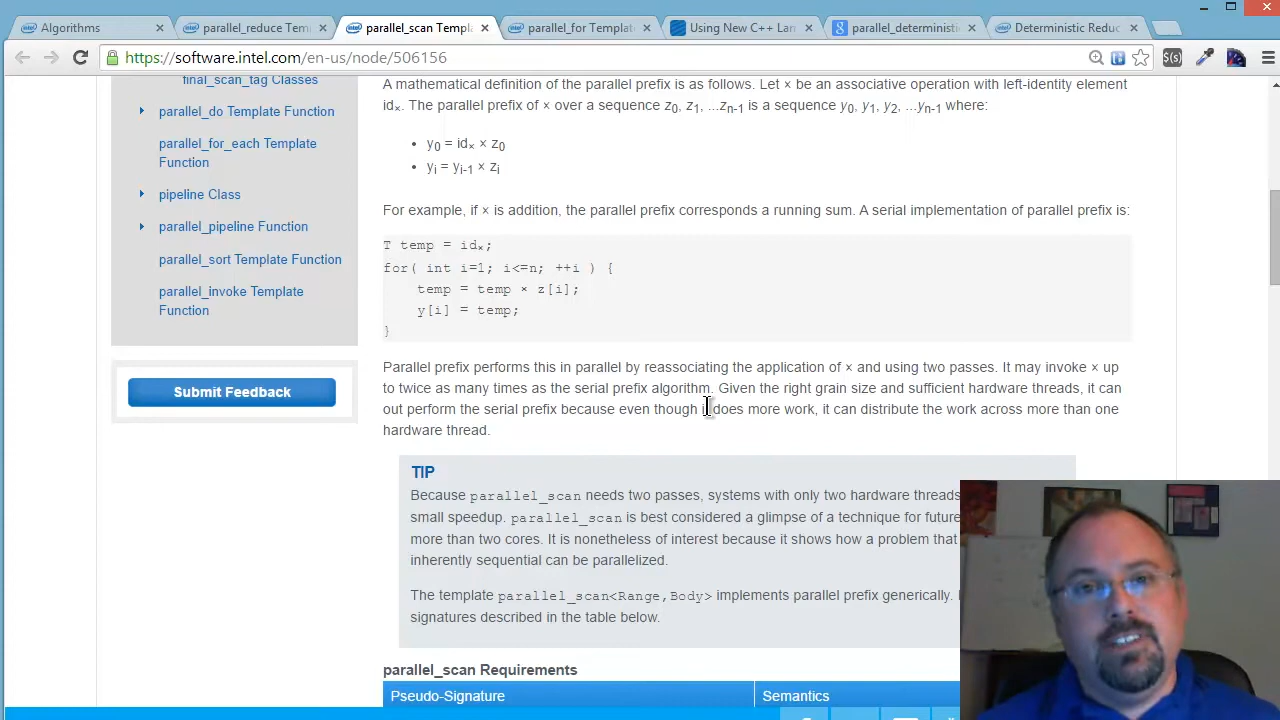 Algorithms
parallel_reduce Tem
parallel_scan Templa
parallel_for Template
Using New C++ Lan
parallel_deterministic
Deterministic Reduc
https://software.intel.com/en-us/node/506156
final_scan_tag Classes
parallel_do Template Function
parallel_for_each Template
Function
pipeline Class
parallel_pipeline Function
parallel_sort Template Function
parallel_invoke Template
Function
Submit Feedback
A mathematical definition of the parallel prefix is as follows. Let × be an associative operation with left-identity element
id×. The parallel prefix of × over a sequence z0, z1, ...zn-1 is a sequence y0, y1, y2, ...yn-1 where:
• y0 = id× × z0
• yi = yi-1 × zi
For example, if × is addition, the parallel prefix corresponds a running sum. A serial implementation of parallel prefix is:
T temp = id×;
for( int i=1; i<=n; ++i ) {
temp = temp × z[i];
y[i] = temp;
}
Parallel prefix performs this in parallel by reassociating the application of × and using two passes. It may invoke × up
to twice as many times as the serial prefix algorithm. Given the right grain size and sufficient hardware threads, it can
out perform the serial prefix because even though it does more work, it can distribute the work across more than one
hardware thread.
TIP
Because parallel_scan needs two passes, systems with only two hardware threads
small speedup. parallel_scan is best considered a glimpse of a technique for future
more than two cores. It is nonetheless of interest because it shows how a problem that
inherently sequential can be parallelized.
The template parallel_scan<Range,Body> implements parallel prefix generically.
signatures described in the table below.
parallel_scan Requirements
Pseudo-Signature
Semantics